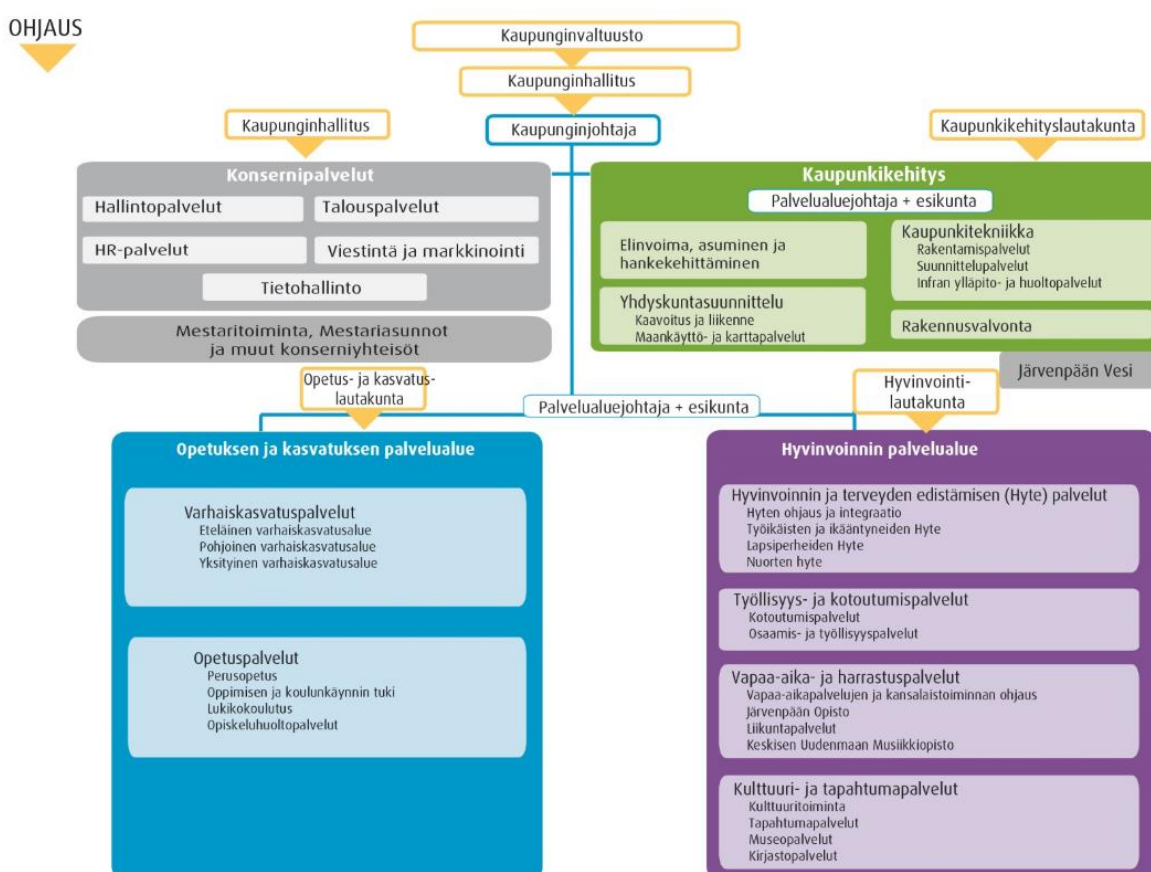 OHJAUS
Kaupunginvaltuusto
Kaupunginhallitus
Kaupunginjohtaja
Kaupunginhallitus
Kaupunkikehityslautakunta
Konsernipalvelut
Hallintopalvelut
Talouspalvelut
HR-palvelut
Viestintä ja markkinointi
Tietohallinto
Mestaritoiminta, Mestariasunnot
ja muut konserniyhteisöt
Kaupunkikehitys
Palvelualuejohtaja + esikunta
Elinvoima, asuminen ja
hankekehittäminen
Yhdyskuntasuunnittelu
Kaavoitus ja liikenne
Maankäyttö- ja karttapalvelut
Kaupunkitekniikka
Rakentamispalvelut
Suunnittelupalvelut
Infran ylläpito- ja huoltopalvelut
Rakennusvalvonta
Järvenpään Vesi
Opetus- ja kasvatus-
lautakunta
Palvelualuejohtaja + esikunta
Hyvinvointi-
lautakunta
Opetuksen ja kasvatuksen palvelualue
Varhaiskasvatuspalvelut
Eteläinen varhaiskasvatusalue
Pohjoinen varhaiskasvatusalue
Yksityinen varhaiskasvatusalue
Opetuspalvelut
Perusopetus
Oppimisen ja koulunkäynnin tuki
Lukikokoulutus
Opiskeluhuoltopalvelut
Hyvinvoinnin palvelualue
Hyvinvoinnin ja terveyden edistämisen (Hyte) palvelut
Hyten ohjaus ja integraatio
Työikäisten ja ikääntyneiden Hyte
Lapsiperheiden Hyte
Nuorten hyte
Työllisyys- ja kotoutumispalvelut
Kotoutumispalvelut
Osaamis- ja työllisyyspalvelut
Vapaa-aika- ja harrastuspalvelut
Vapaa-aikapalvelujen ja kansalaistoiminnan ohjaus
Järvenpään Opisto
Liikuntapalvelut
Keskisen Uudenmaan Musiikkiopisto
Kulttuuri- ja tapahtumapalvelut
Kulttuuritoiminta
Tapahtumapalvelut
Museopalvelut
Kirjastopalvelut